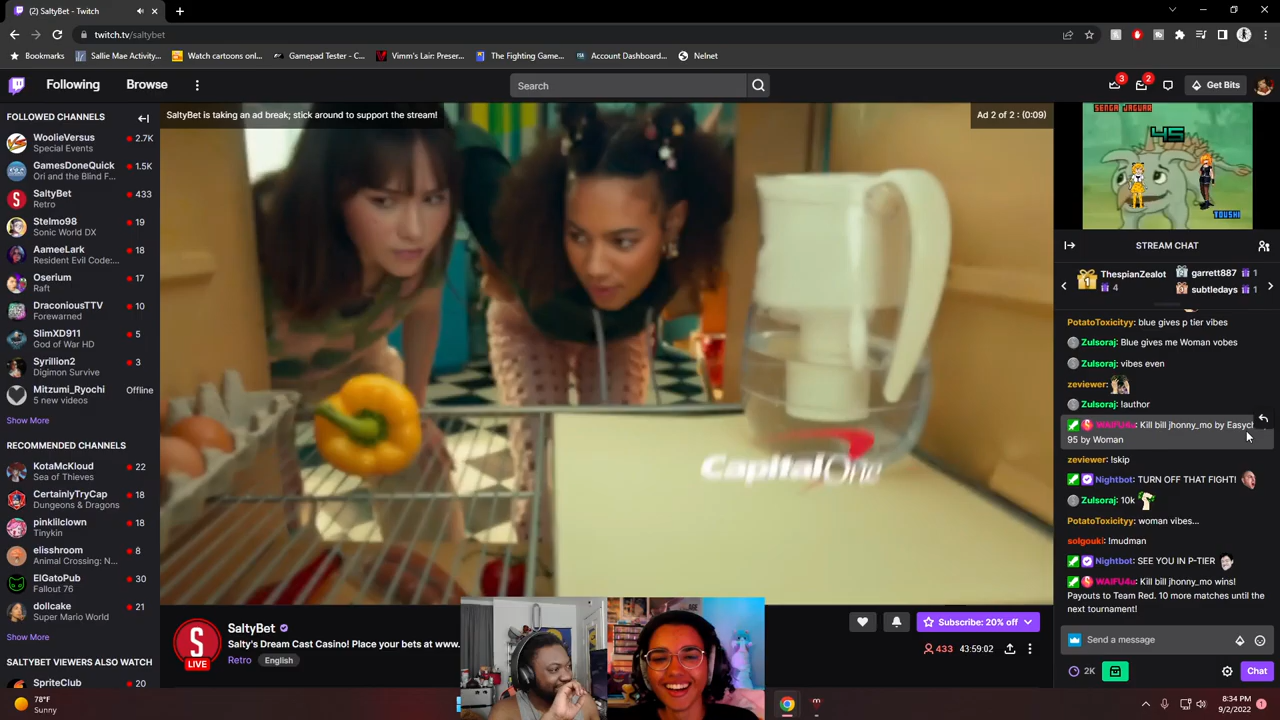 (2) SaltyBet - Twitch
twitch.tv/saltybet
Bookmarks
Sallie Mae Activity...
Watch cartoons onl...
Gamepad Tester - C...
Vimm's Lair: Preser...
The Fighting Game...
Account Dashboard...
Nelnet
Following
Browse
Search
3
2
Get Bits
FOLLOWED CHANNELS
WoolieVersus
2.7K
Special Events
GamesDoneQuick
1.5K
Ori and the Blind F...
SaltyBet
433
Retro
Stelmo98
19
Sonic World DX
AameeLark
18
Resident Evil Code:...
Oserium
17
Raft
DraconiousTTV
10
Forewarned
SlimXD911
5
God of War HD
Syrillion2
3
Digimon Survive
Mitzumi_Ryochi
Offline
5 new videos
Show More
RECOMMENDED CHANNELS
KotaMcKloud
22
Sea of Thieves
CertainlyTryCap
18
Dungeons & Dragons
pinklilclown
18
Tinykin
elisshroom
8
Animal Crossing: N...
ElGatoPub
30
Fallout 76
dollcake
21
Super Mario World
Show More
SALTYBET VIEWERS ALSO WATCH
SpriteClub
20
SaltyBet is taking an ad break; stick around to support the stream!
Ad 2 of 2 : (0:09)
CapitalOne
SENGA JAGUAR
45
TOUSHI
STREAM CHAT
ThespianZealot
4
garrett887
1
subtledays
1
PotatoToxicityy: blue gives p tier vibes
Zulsoraj: Blue gives me Woman vobes
Zulsoraj: vibes even
zeviewer:
Zulsoraj: !author
WAIFU4u: Kill bill jhonny_mo by Easycl
95 by Woman
zeviewer: !skip
Nightbot: TURN OFF THAT FIGHT!
Zulsoraj: 10k
PotatoToxicityy: woman vibes...
solgouki: !mudman
Nightbot: SEE YOU IN P-TIER
WAIFU4u: Kill bill jhonny_mo wins!
Payouts to Team Red. 10 more matches until the
next tournament!
Send a message
2K
Chat
S
LIVE
SaltyBet
Salty's Dream Cast Casino! Place your bets at www.
Retro
English
Subscribe: 20% off
433
43:59:02
78°F
Sunny
8:34 PM
9/2/2022